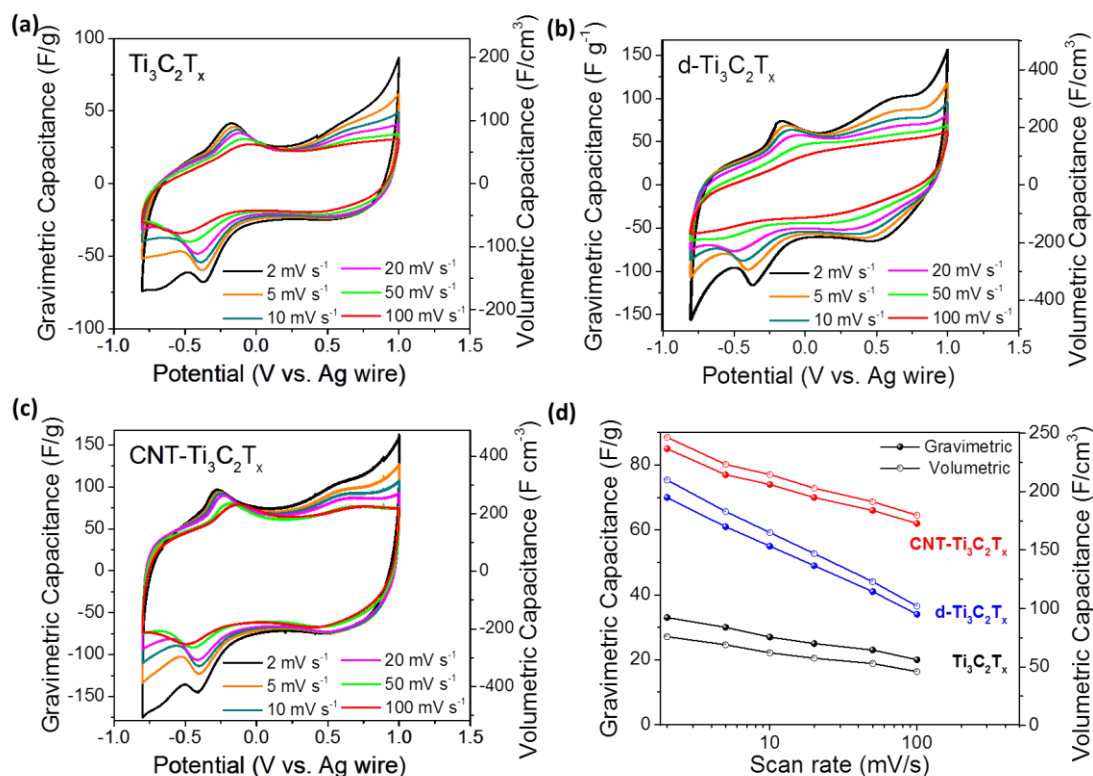 (a)
Ti₃C₂Tₓ
Gravimetric Capacitance (F/g)
100
50
0
-50
-100
Volumetric Capacitance (F/cm³)
200
100
0
-100
-200
2 mV s⁻¹
5 mV s⁻¹
10 mV s⁻¹
20 mV s⁻¹
50 mV s⁻¹
100 mV s⁻¹
-1.0 -0.5 0.0 0.5 1.0 1.5
Potential (V vs. Ag wire)
(b)
d-Ti₃C₂Tₓ
Gravimetric Capacitance (F g⁻¹)
150
100
50
0
-50
-100
-150
Volumetric Capacitance (F/cm³)
400
200
0
-200
-400
2 mV s⁻¹
5 mV s⁻¹
10 mV s⁻¹
20 mV s⁻¹
50 mV s⁻¹
100 mV s⁻¹
-1.0 -0.5 0.0 0.5 1.0 1.5
Potential (V vs. Ag wire)
(c)
CNT-Ti₃C₂Tₓ
Gravimetric Capacitance (F/g)
150
100
50
0
-50
-100
-150
Volumetric Capacitance (F cm⁻³)
400
200
0
-200
-400
2 mV s⁻¹
5 mV s⁻¹
10 mV s⁻¹
20 mV s⁻¹
50 mV s⁻¹
100 mV s⁻¹
-1.0 -0.5 0.0 0.5 1.0 1.5
Potential (V vs. Ag wire)
(d)
Gravimetric Capacitance (F/g)
80
60
40
20
0
Volumetric Capacitance (F/cm³)
250
200
150
100
50
0
Gravimetric
Volumetric
CNT-Ti₃C₂Tₓ
d-Ti₃C₂Tₓ
Ti₃C₂Tₓ
10 100
Scan rate (mV/s)